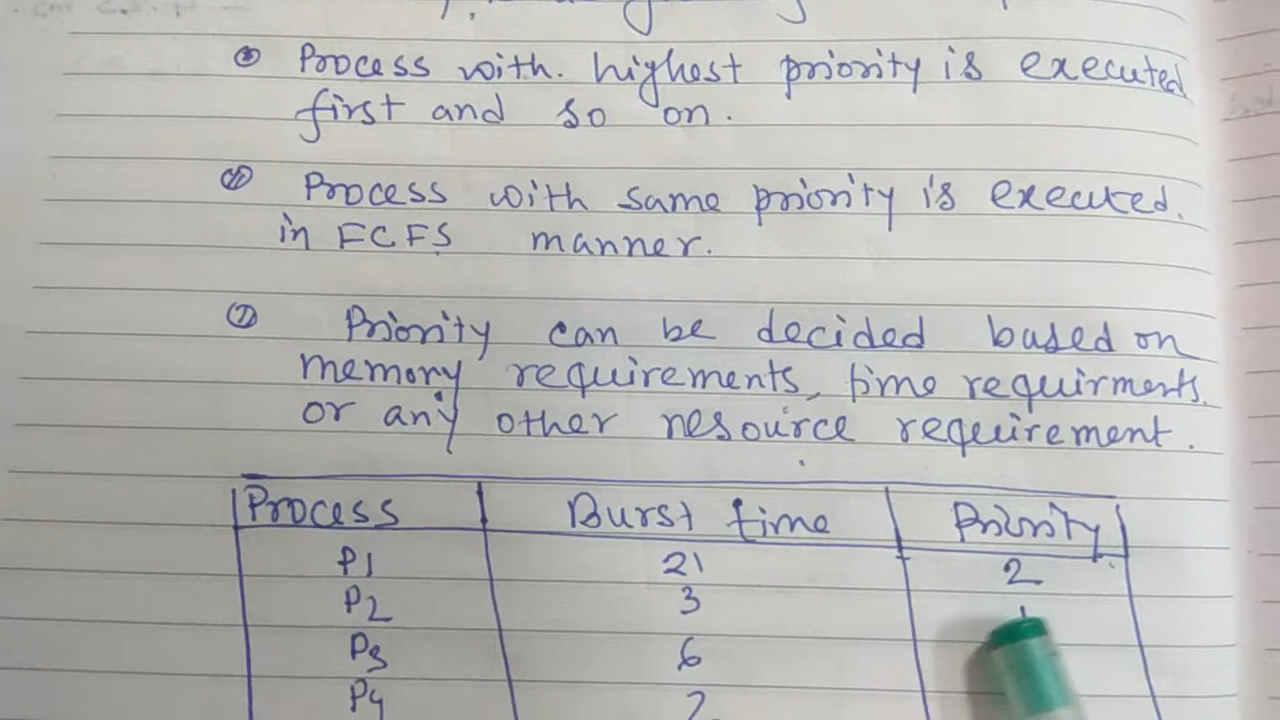 Process with. highest priority is executed
first and so on.
Process with same priority is executed.
in FCFS manner.
Priority can be decided based on
memory requirements, time requirments.
or any other resource requirement.
Process Burst time Priority
P1 21 2
P2 3
P3 6
P4 2